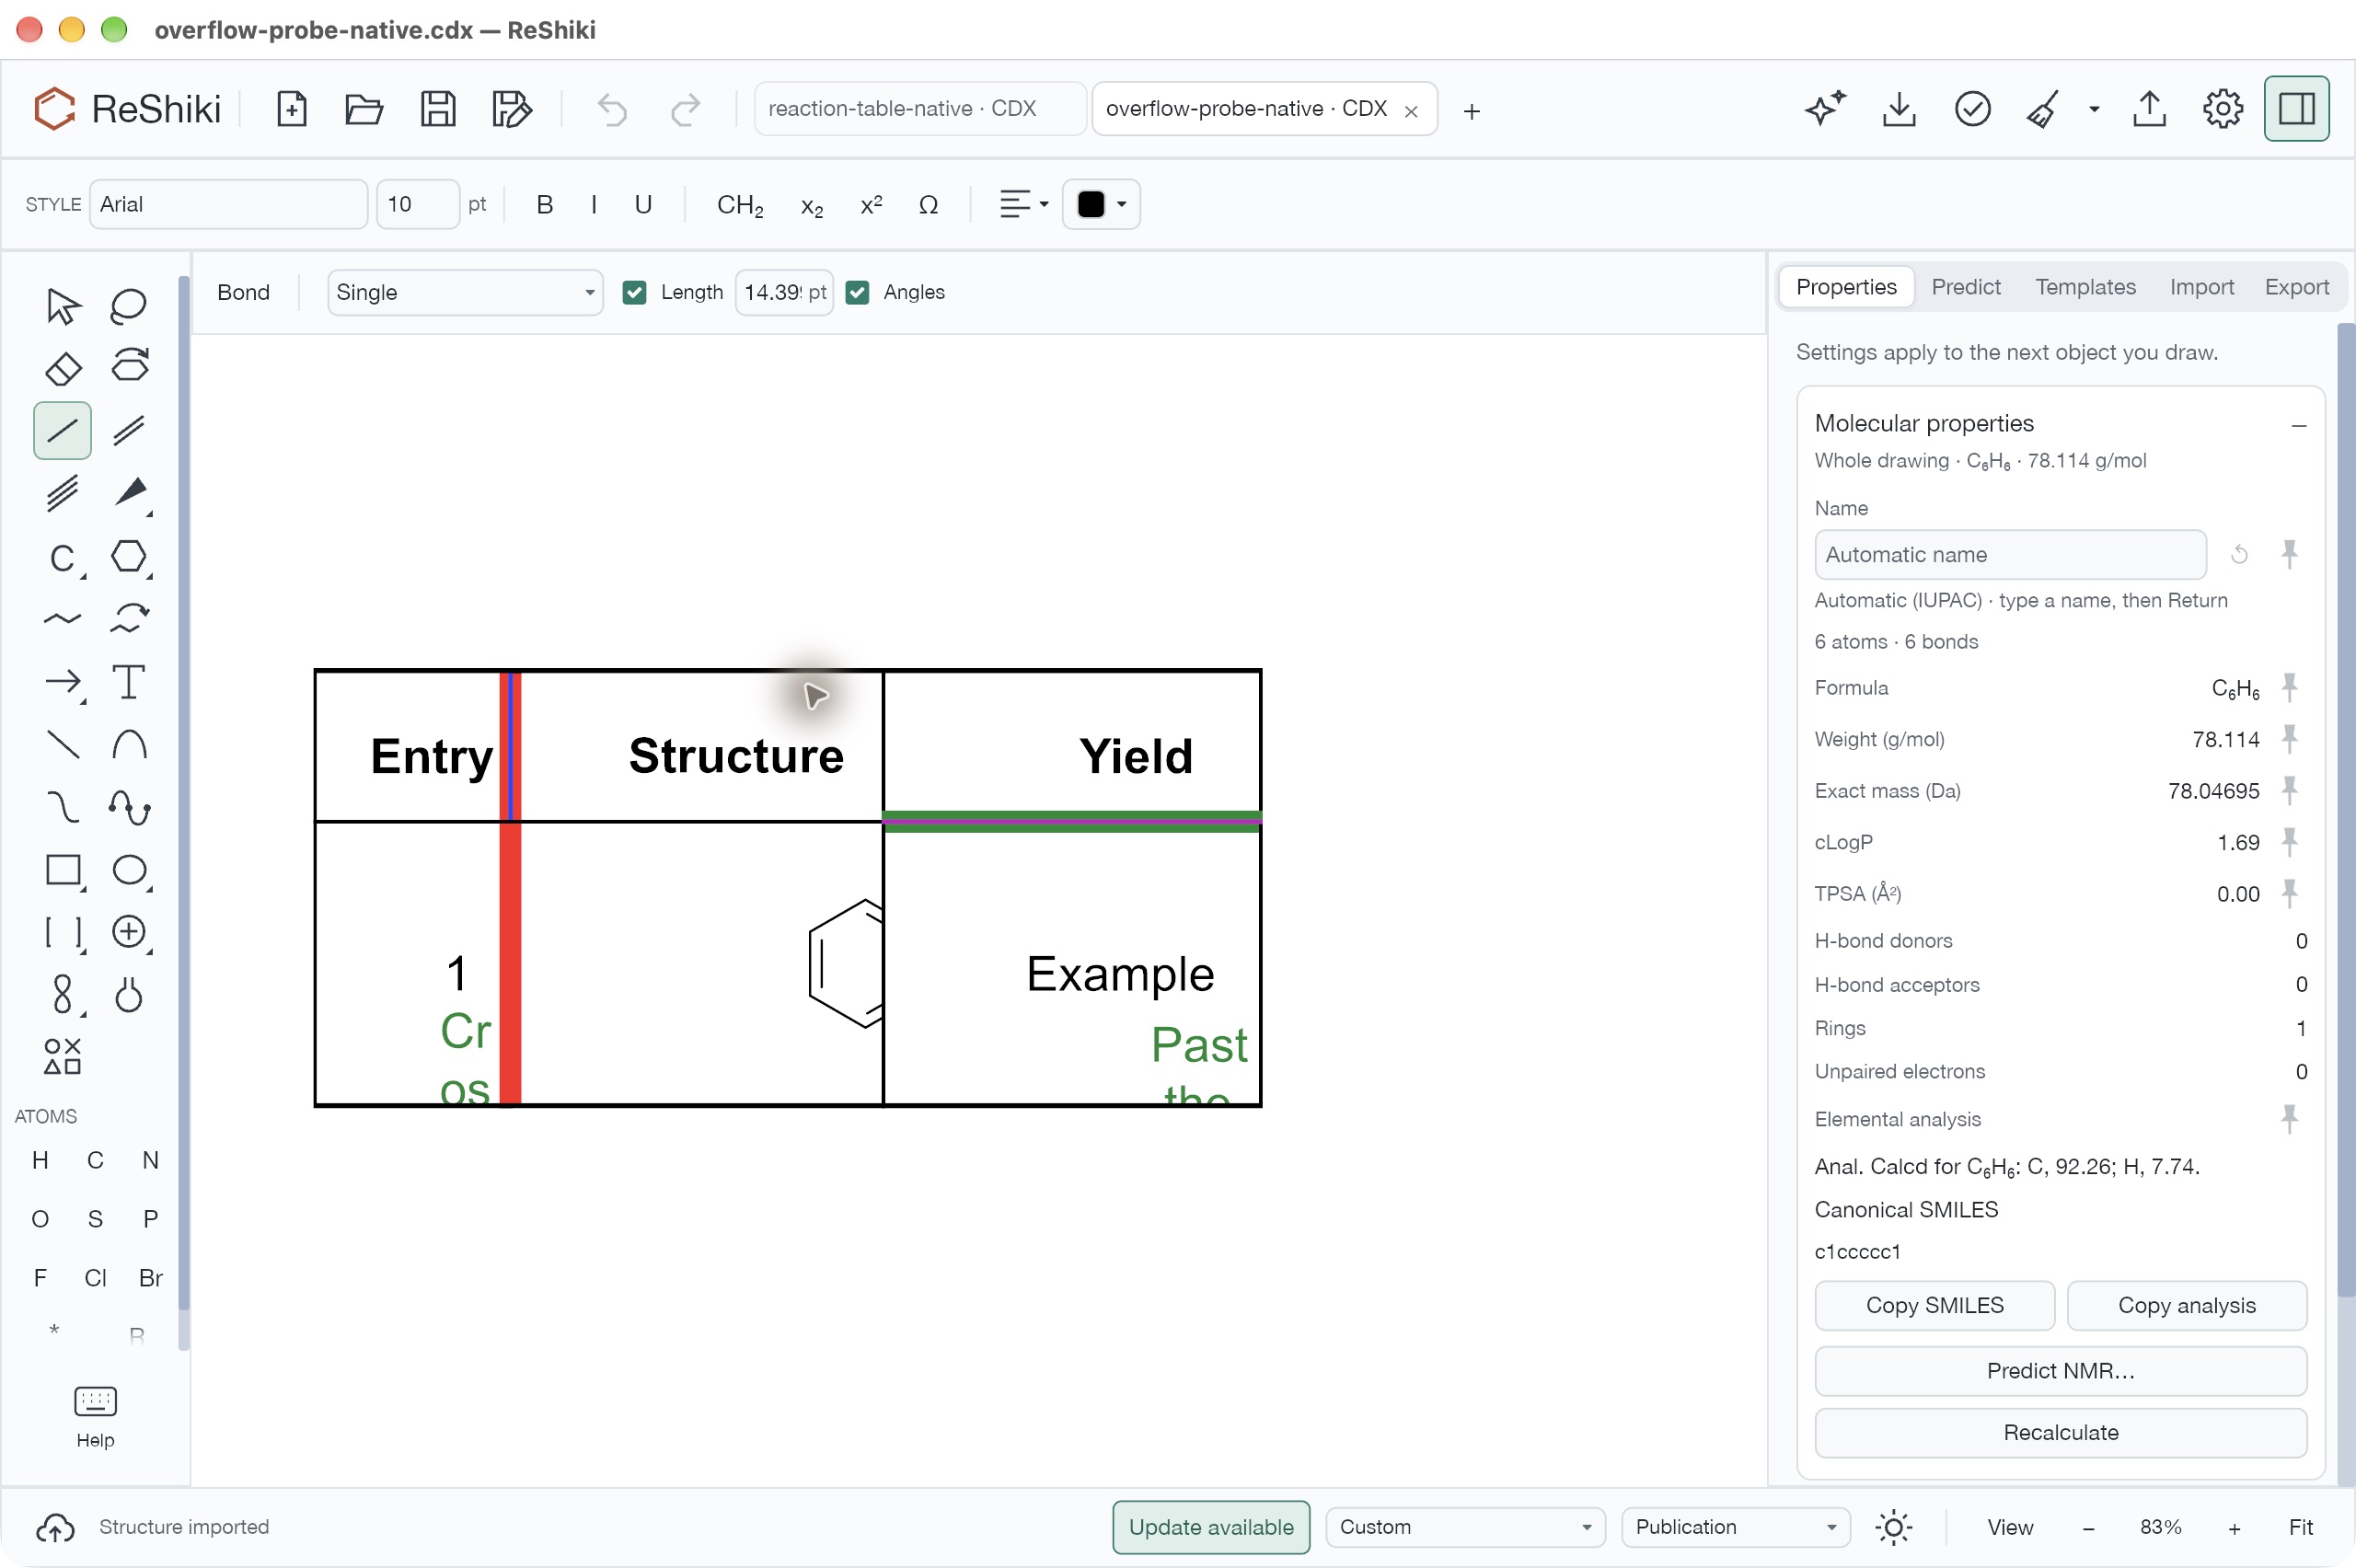 overflow-probe-native.cdx — ReShiki
ReShiki
reaction-table-native · CDX
overflow-probe-native · CDX ×
+
STYLE Arial 10 pt B I U CH₂ x₂ x² Ω
Bond Single Length 14.39 pt Angles
Properties Predict Templates Import Export
Settings apply to the next object you draw.
Molecular properties
Whole drawing · C₆H₆ · 78.114 g/mol
Name
Automatic name
Automatic (IUPAC) · type a name, then Return
6 atoms · 6 bonds
Formula C₆H₆
Weight (g/mol) 78.114
Exact mass (Da) 78.04695
cLogP 1.69
TPSA (Å²) 0.00
H-bond donors 0
H-bond acceptors 0
Rings 1
Unpaired electrons 0
Elemental analysis
Anal. Calcd for C₆H₆: C, 92.26; H, 7.74.
Canonical SMILES
c1ccccc1
Copy SMILES Copy analysis
Predict NMR...
Recalculate
Entry Structure Yield
1 Example
Cr Past
os the
C
T
ATOMS
H C N
O S P
F Cl Br
* R
Help
Structure imported
Update available Custom Publication View − 83% + Fit